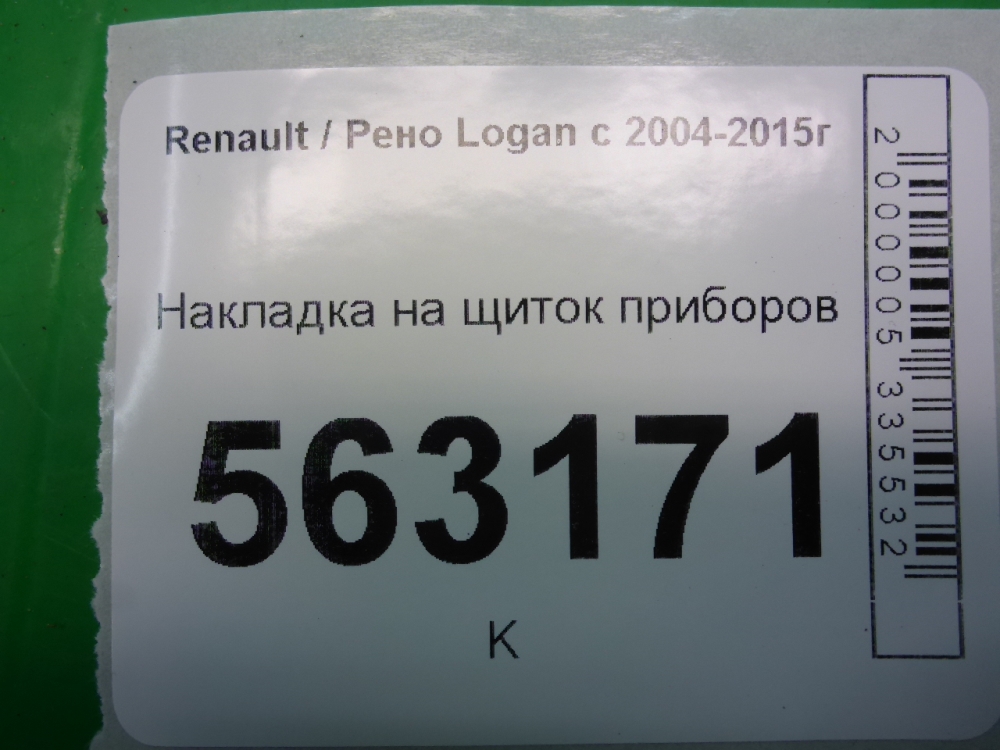 Renault / Рено Logan с 2004-2015г
Накладка на щиток приборов
563171
К
2000005335532